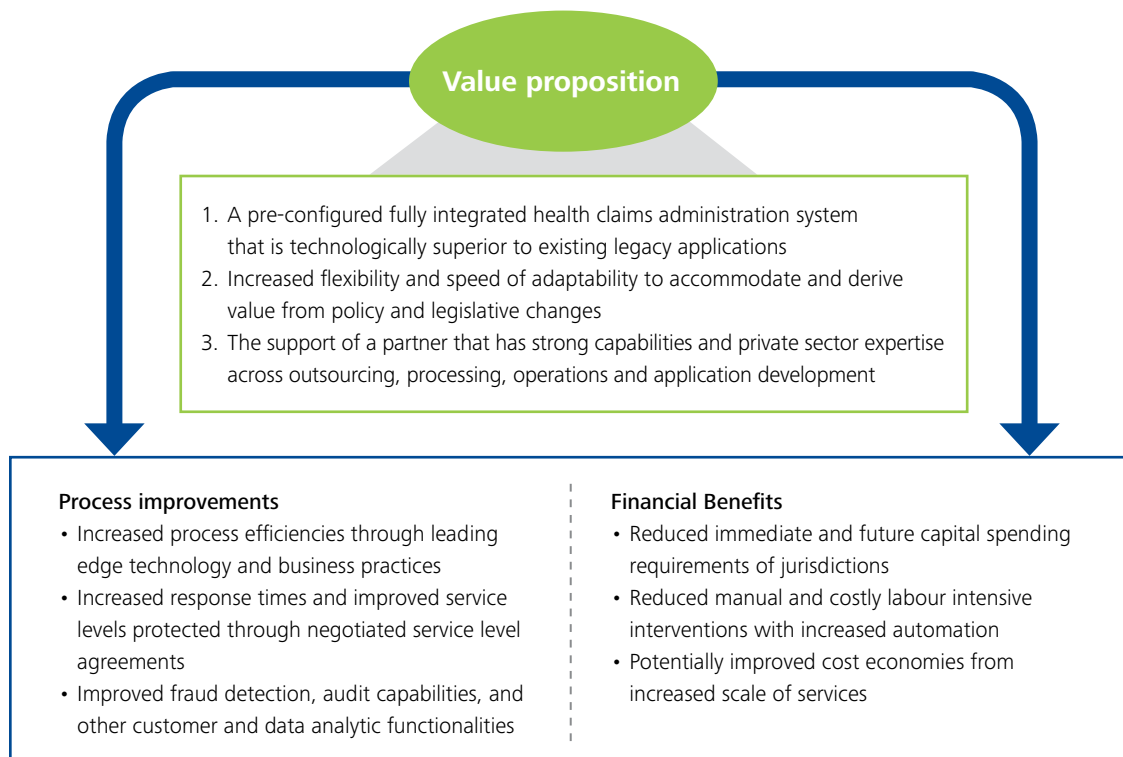 Value proposition
1. A pre-configured fully integrated health claims administration system
that is technologically superior to existing legacy applications
2. Increased flexibility and speed of adaptability to accommodate and derive
value from policy and legislative changes
3. The support of a partner that has strong capabilities and private sector expertise
across outsourcing, processing, operations and application development
Process improvements
• Increased process efficiencies through leading
edge technology and business practices
• Increased response times and improved service
levels protected through negotiated service level
agreements
• Improved fraud detection, audit capabilities, and
other customer and data analytic functionalities
Financial Benefits
• Reduced immediate and future capital spending
requirements of jurisdictions
• Reduced manual and costly labour intensive
interventions with increased automation
• Potentially improved cost economies from
increased scale of services